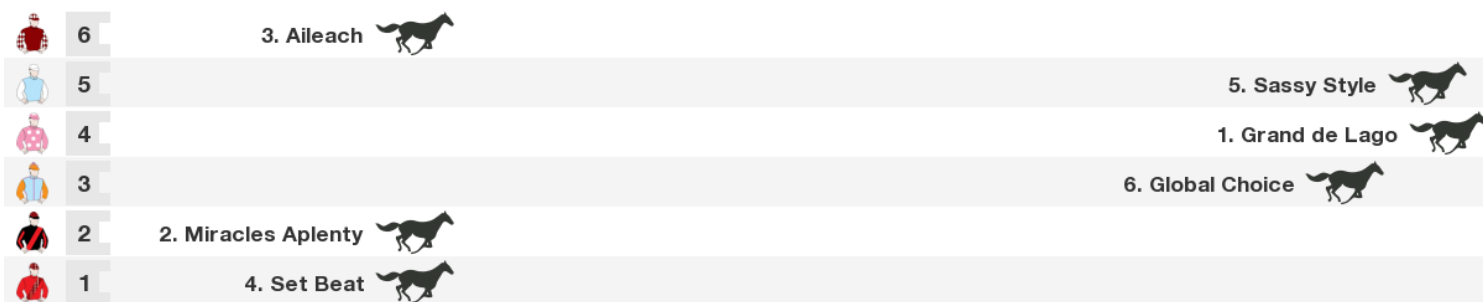 6 3. Aileach
5 5. Sassy Style
4 1. Grand de Lago
3 6. Global Choice
2 2. Miracles Aplenty
1 4. Set Beat